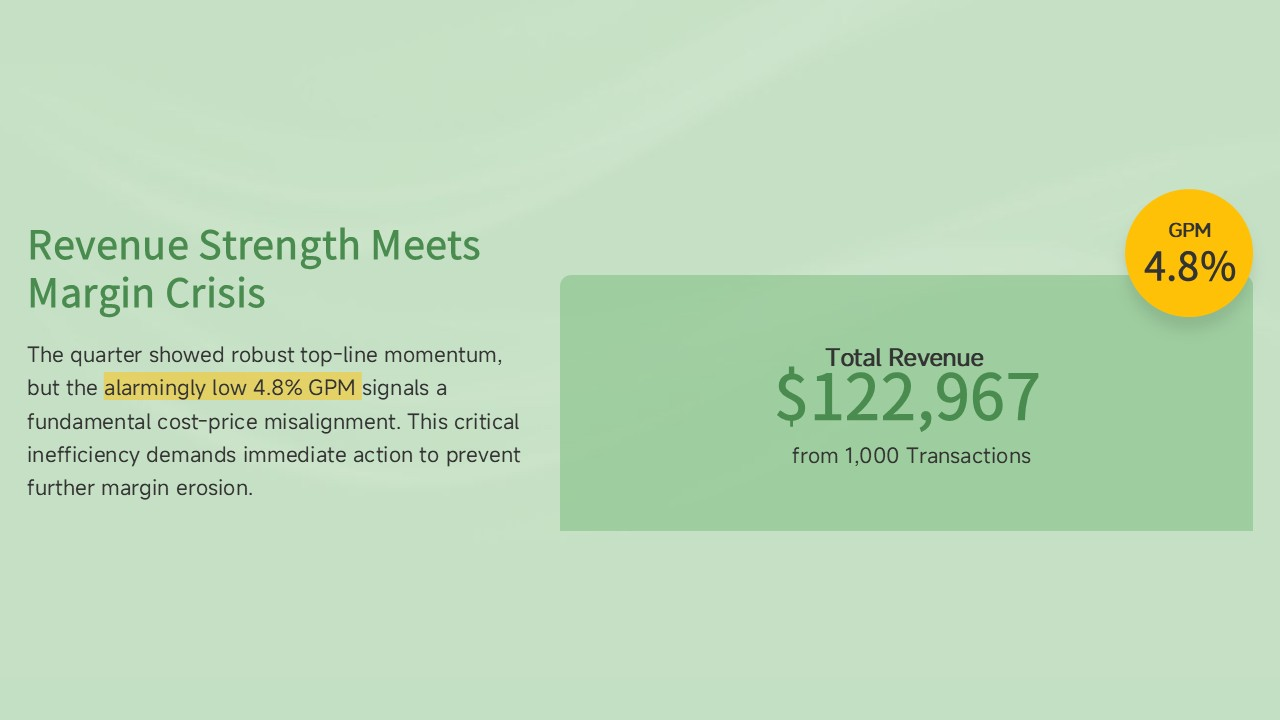 Revenue Strength Meets
Margin Crisis
The quarter showed robust top-line momentum,
but the alarmingly low 4.8% GPM signals a
fundamental cost-price misalignment. This critical
inefficiency demands immediate action to prevent
further margin erosion.
GPM
4.8%
Total Revenue
$122,967
from 1,000 Transactions